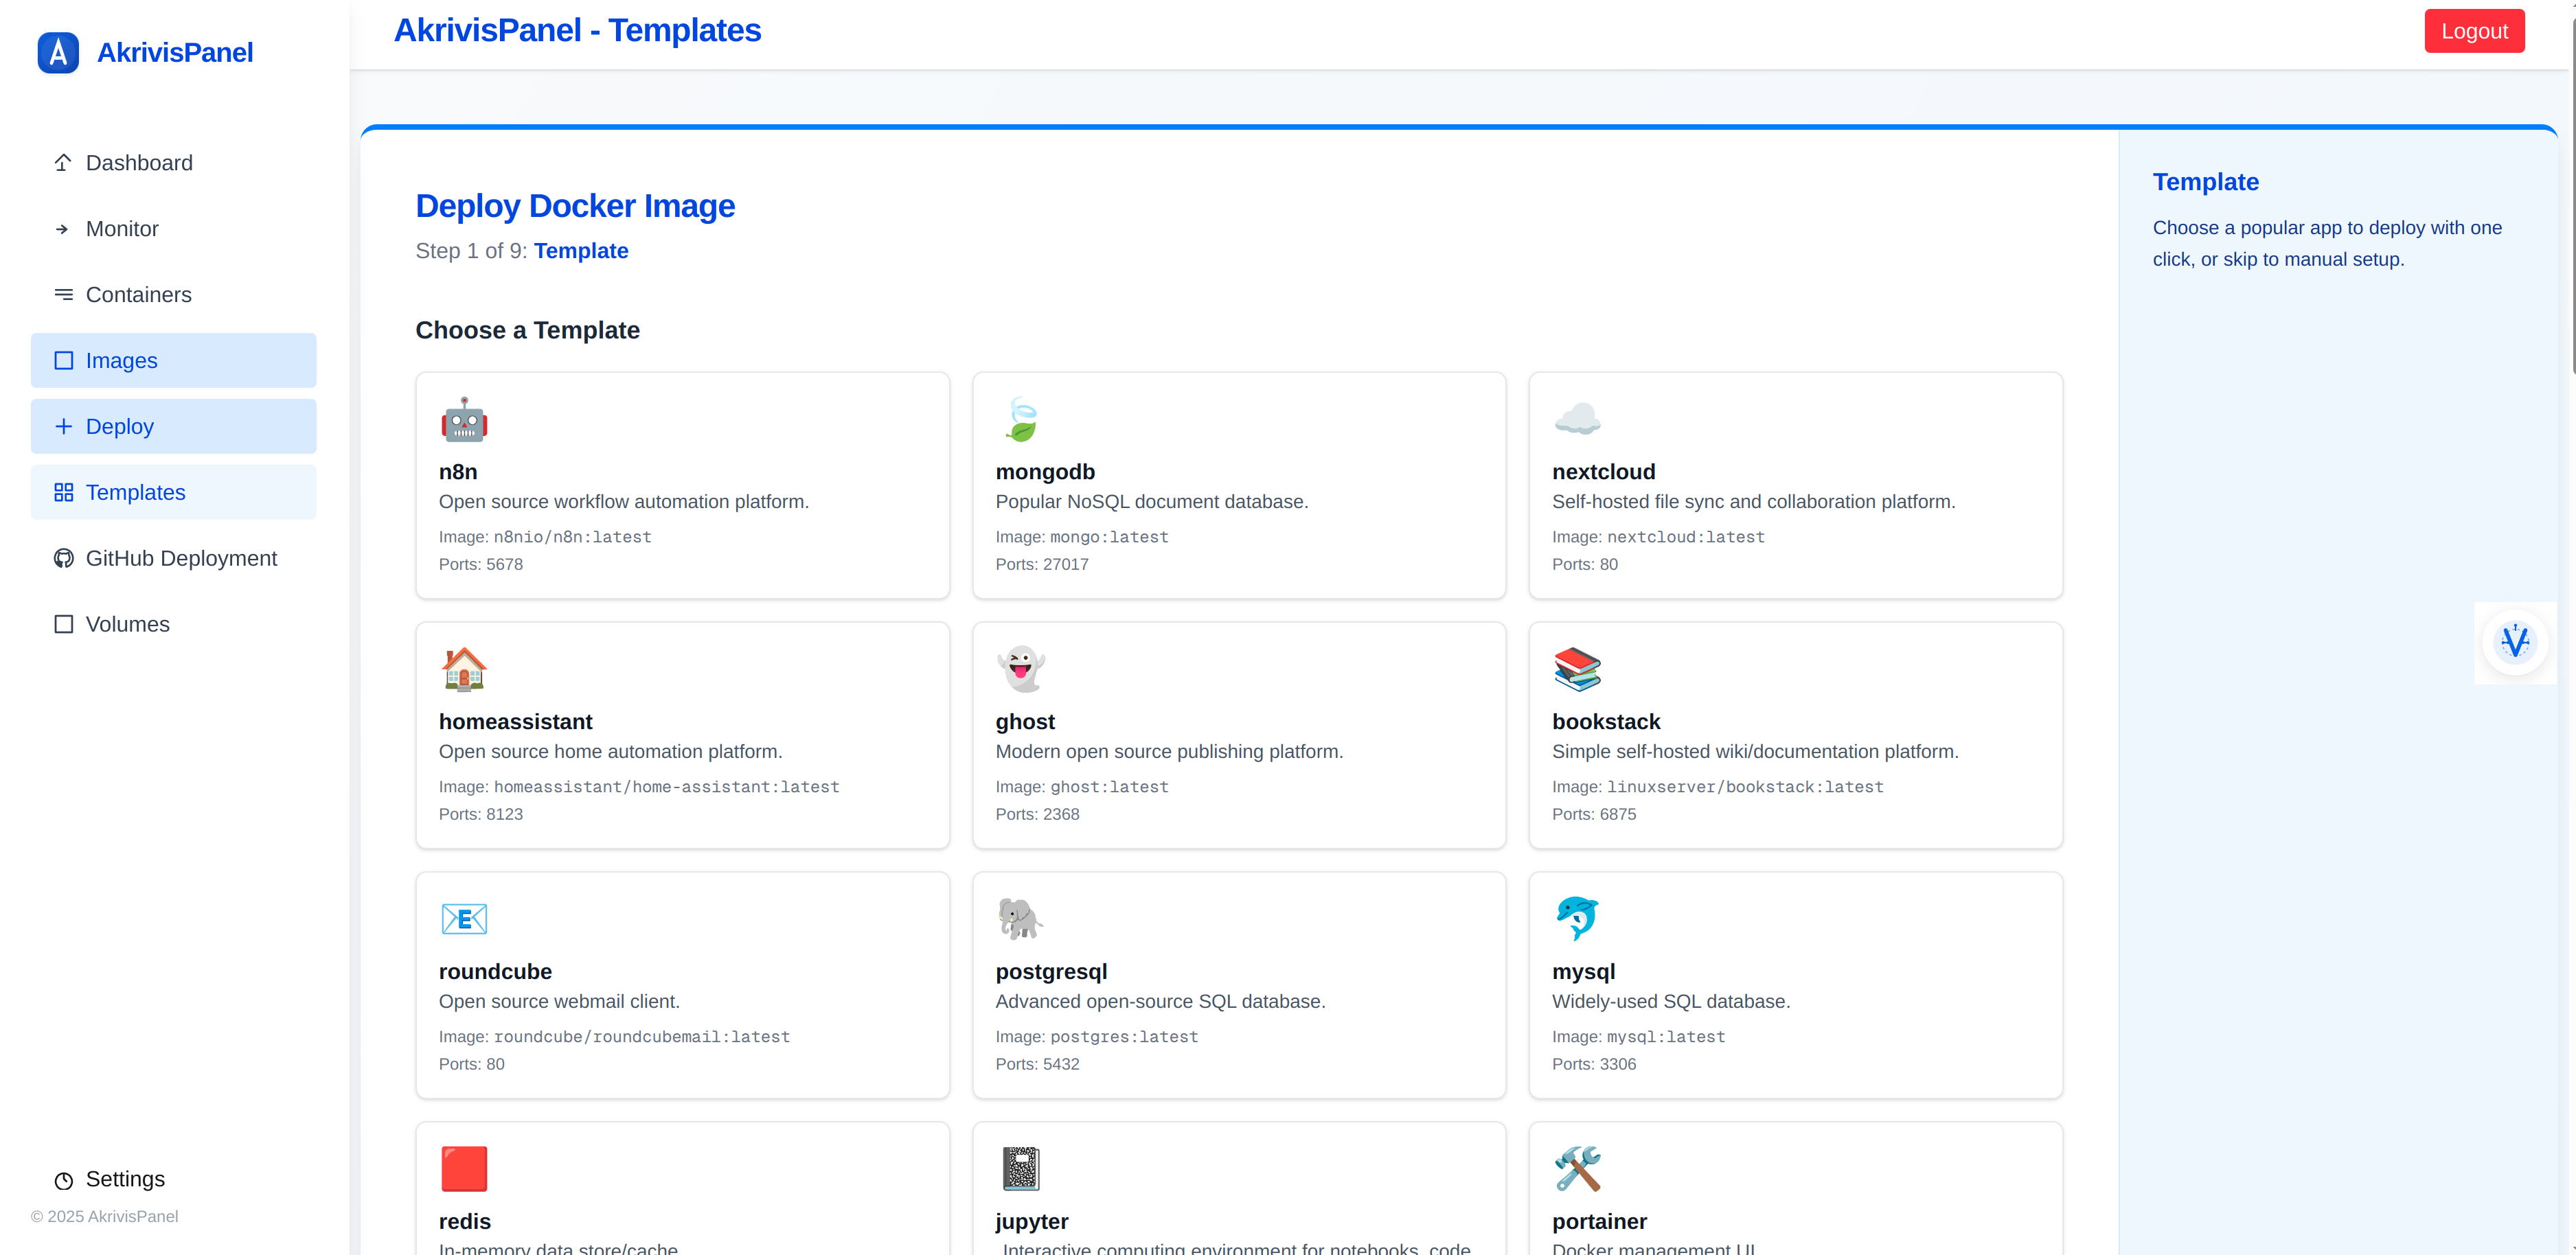 AkrivisPanel
Dashboard
Monitor
Containers
Images
Deploy
Templates
GitHub Deployment
Volumes
Settings
© 2025 AkrivisPanel
AkrivisPanel - Templates
Logout
Deploy Docker Image
Step 1 of 9: Template
Choose a Template
n8n
Open source workflow automation platform.
Image: n8nio/n8n:latest
Ports: 5678
mongodb
Popular NoSQL document database.
Image: mongo:latest
Ports: 27017
nextcloud
Self-hosted file sync and collaboration platform.
Image: nextcloud:latest
Ports: 80
homeassistant
Open source home automation platform.
Image: homeassistant/home-assistant:latest
Ports: 8123
ghost
Modern open source publishing platform.
Image: ghost:latest
Ports: 2368
bookstack
Simple self-hosted wiki/documentation platform.
Image: linuxserver/bookstack:latest
Ports: 6875
roundcube
Open source webmail client.
Image: roundcube/roundcubemail:latest
Ports: 80
postgresql
Advanced open-source SQL database.
Image: postgres:latest
Ports: 5432
mysql
Widely-used SQL database.
Image: mysql:latest
Ports: 3306
redis
In-memory data store/cache
jupyter
Interactive computing environment for notebooks, code
portainer
Docker management UI
Template
Choose a popular app to deploy with one
click, or skip to manual setup.